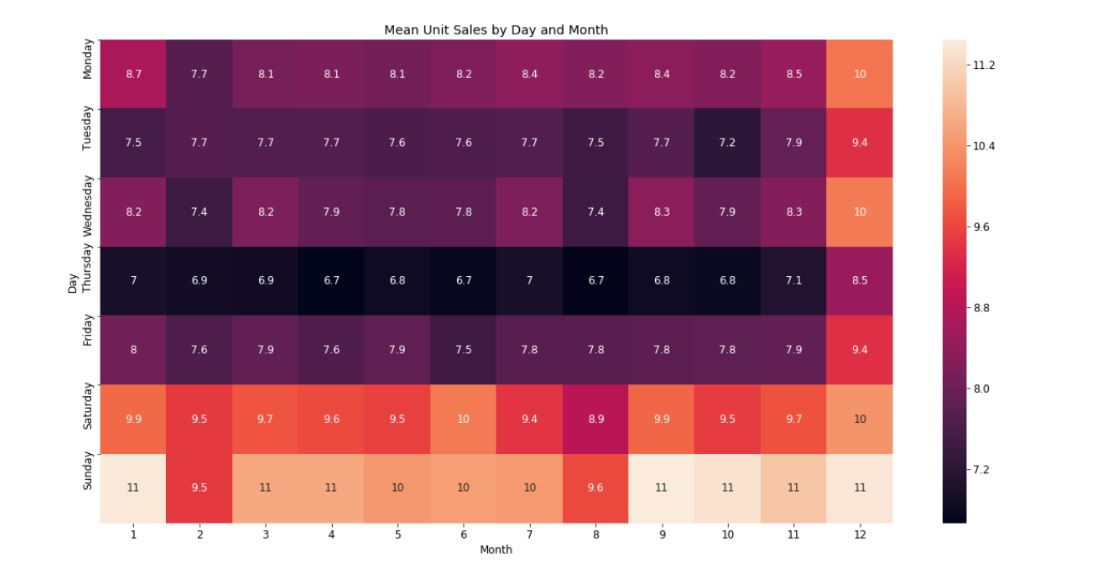 Mean Unit Sales by Day and Month
Monday 8.7 7.7 8.1 8.1 8.1 8.2 8.4 8.2 8.4 8.2 8.5 10
Tuesday 7.5 7.7 7.7 7.7 7.6 7.6 7.7 7.5 7.7 7.2 7.9 9.4
Wednesday 8.2 7.4 8.2 7.9 7.8 7.8 8.2 7.4 8.3 7.9 8.3 10
Thursday 7 6.9 6.9 6.7 6.8 6.7 7 6.7 6.8 6.8 7.1 8.5
Friday 8 7.6 7.9 7.6 7.9 7.5 7.8 7.8 7.8 7.8 7.9 9.4
Saturday 9.9 9.5 9.7 9.6 9.5 10 9.4 8.9 9.9 9.5 9.7 10
Sunday 11 9.5 11 11 10 10 10 9.6 11 11 11 11
1 2 3 4 5 6 7 8 9 10 11 12
Month
Day
11.2
10.4
9.6
8.8
8.0
7.2